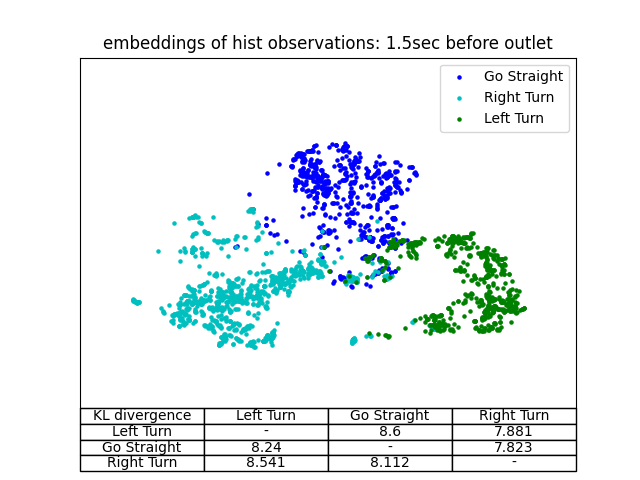 embeddings of hist observations: 1.5sec before outlet
Go Straight
Right Turn
Left Turn
KL divergence Left Turn Go Straight Right Turn
Left Turn - 8.6 7.881
Go Straight 8.24 - 7.823
Right Turn 8.541 8.112 -